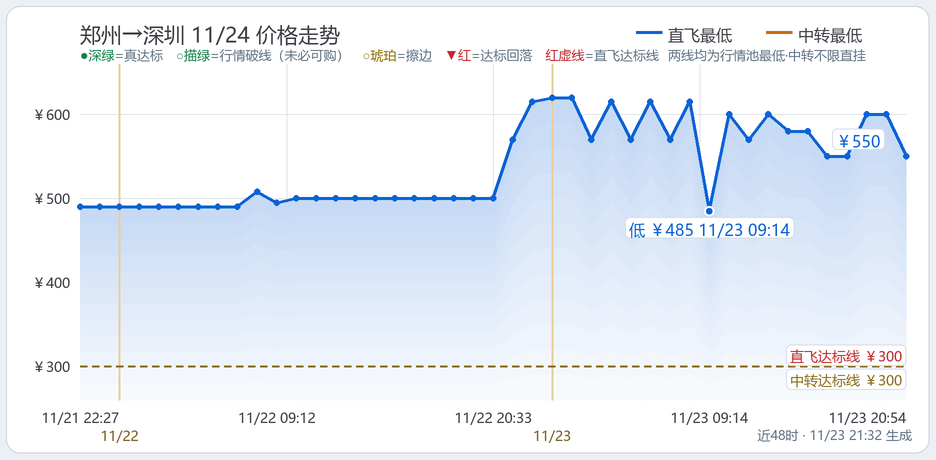 郑州→深圳 11/24 价格走势
直飞最低 中转最低
●深绿=真达标 ○描绿=行情破线（未必可购） ○琥珀=擦边 ▼红=达标回落 红虚线=直飞达标线 两线均为行情池最低·中转不限直挂
¥600
¥550
¥500
低 ¥485 11/23 09:14
¥400
直飞达标线 ¥300
¥300
中转达标线 ¥300
11/21 22:27 11/22 09:12 11/22 20:33 11/23 09:14 11/23 20:54
11/22 11/23
近48时 · 11/23 21:32 生成